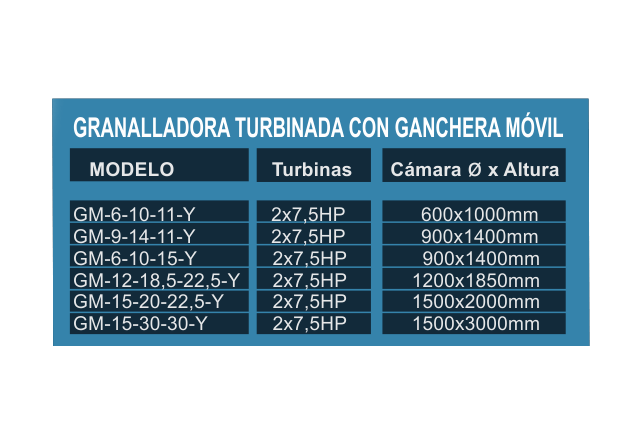 GRANALLADORA TURBINADA CON GANCHERA MÓVIL
MODELO Turbinas Cámara Ø x Altura
GM-6-10-11-Y 2x7,5HP 600x1000mm
GM-9-14-11-Y 2x7,5HP 900x1400mm
GM-6-10-15-Y 2x7,5HP 900x1400mm
GM-12-18,5-22,5-Y 2x7,5HP 1200x1850mm
GM-15-20-22,5-Y 2x7,5HP 1500x2000mm
GM-15-30-30-Y 2x7,5HP 1500x3000mm